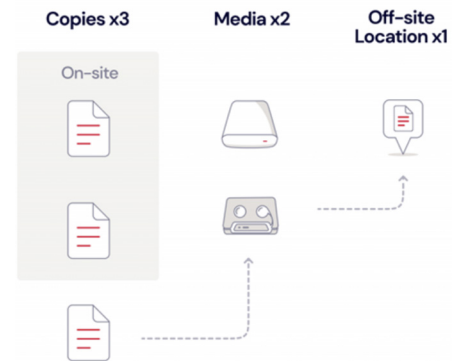 Copies x3
Media x2
Off-site
Location x1
On-site